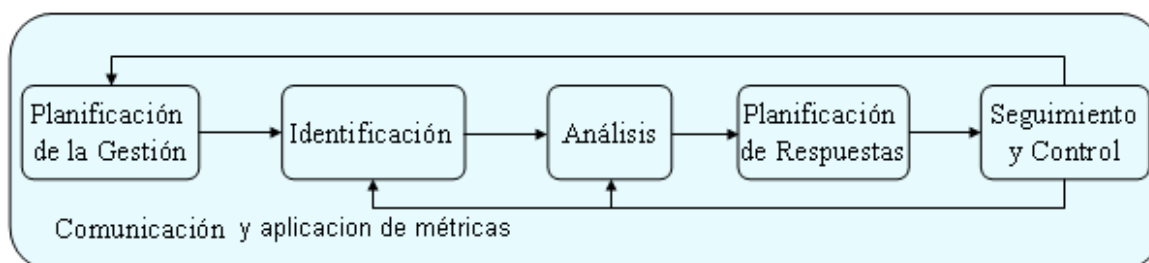 Planificación
de la Gestión
Identificación
Análisis
Planificación
de Respuestas
Seguimiento
y Control
Comunicación y aplicacion de métricas